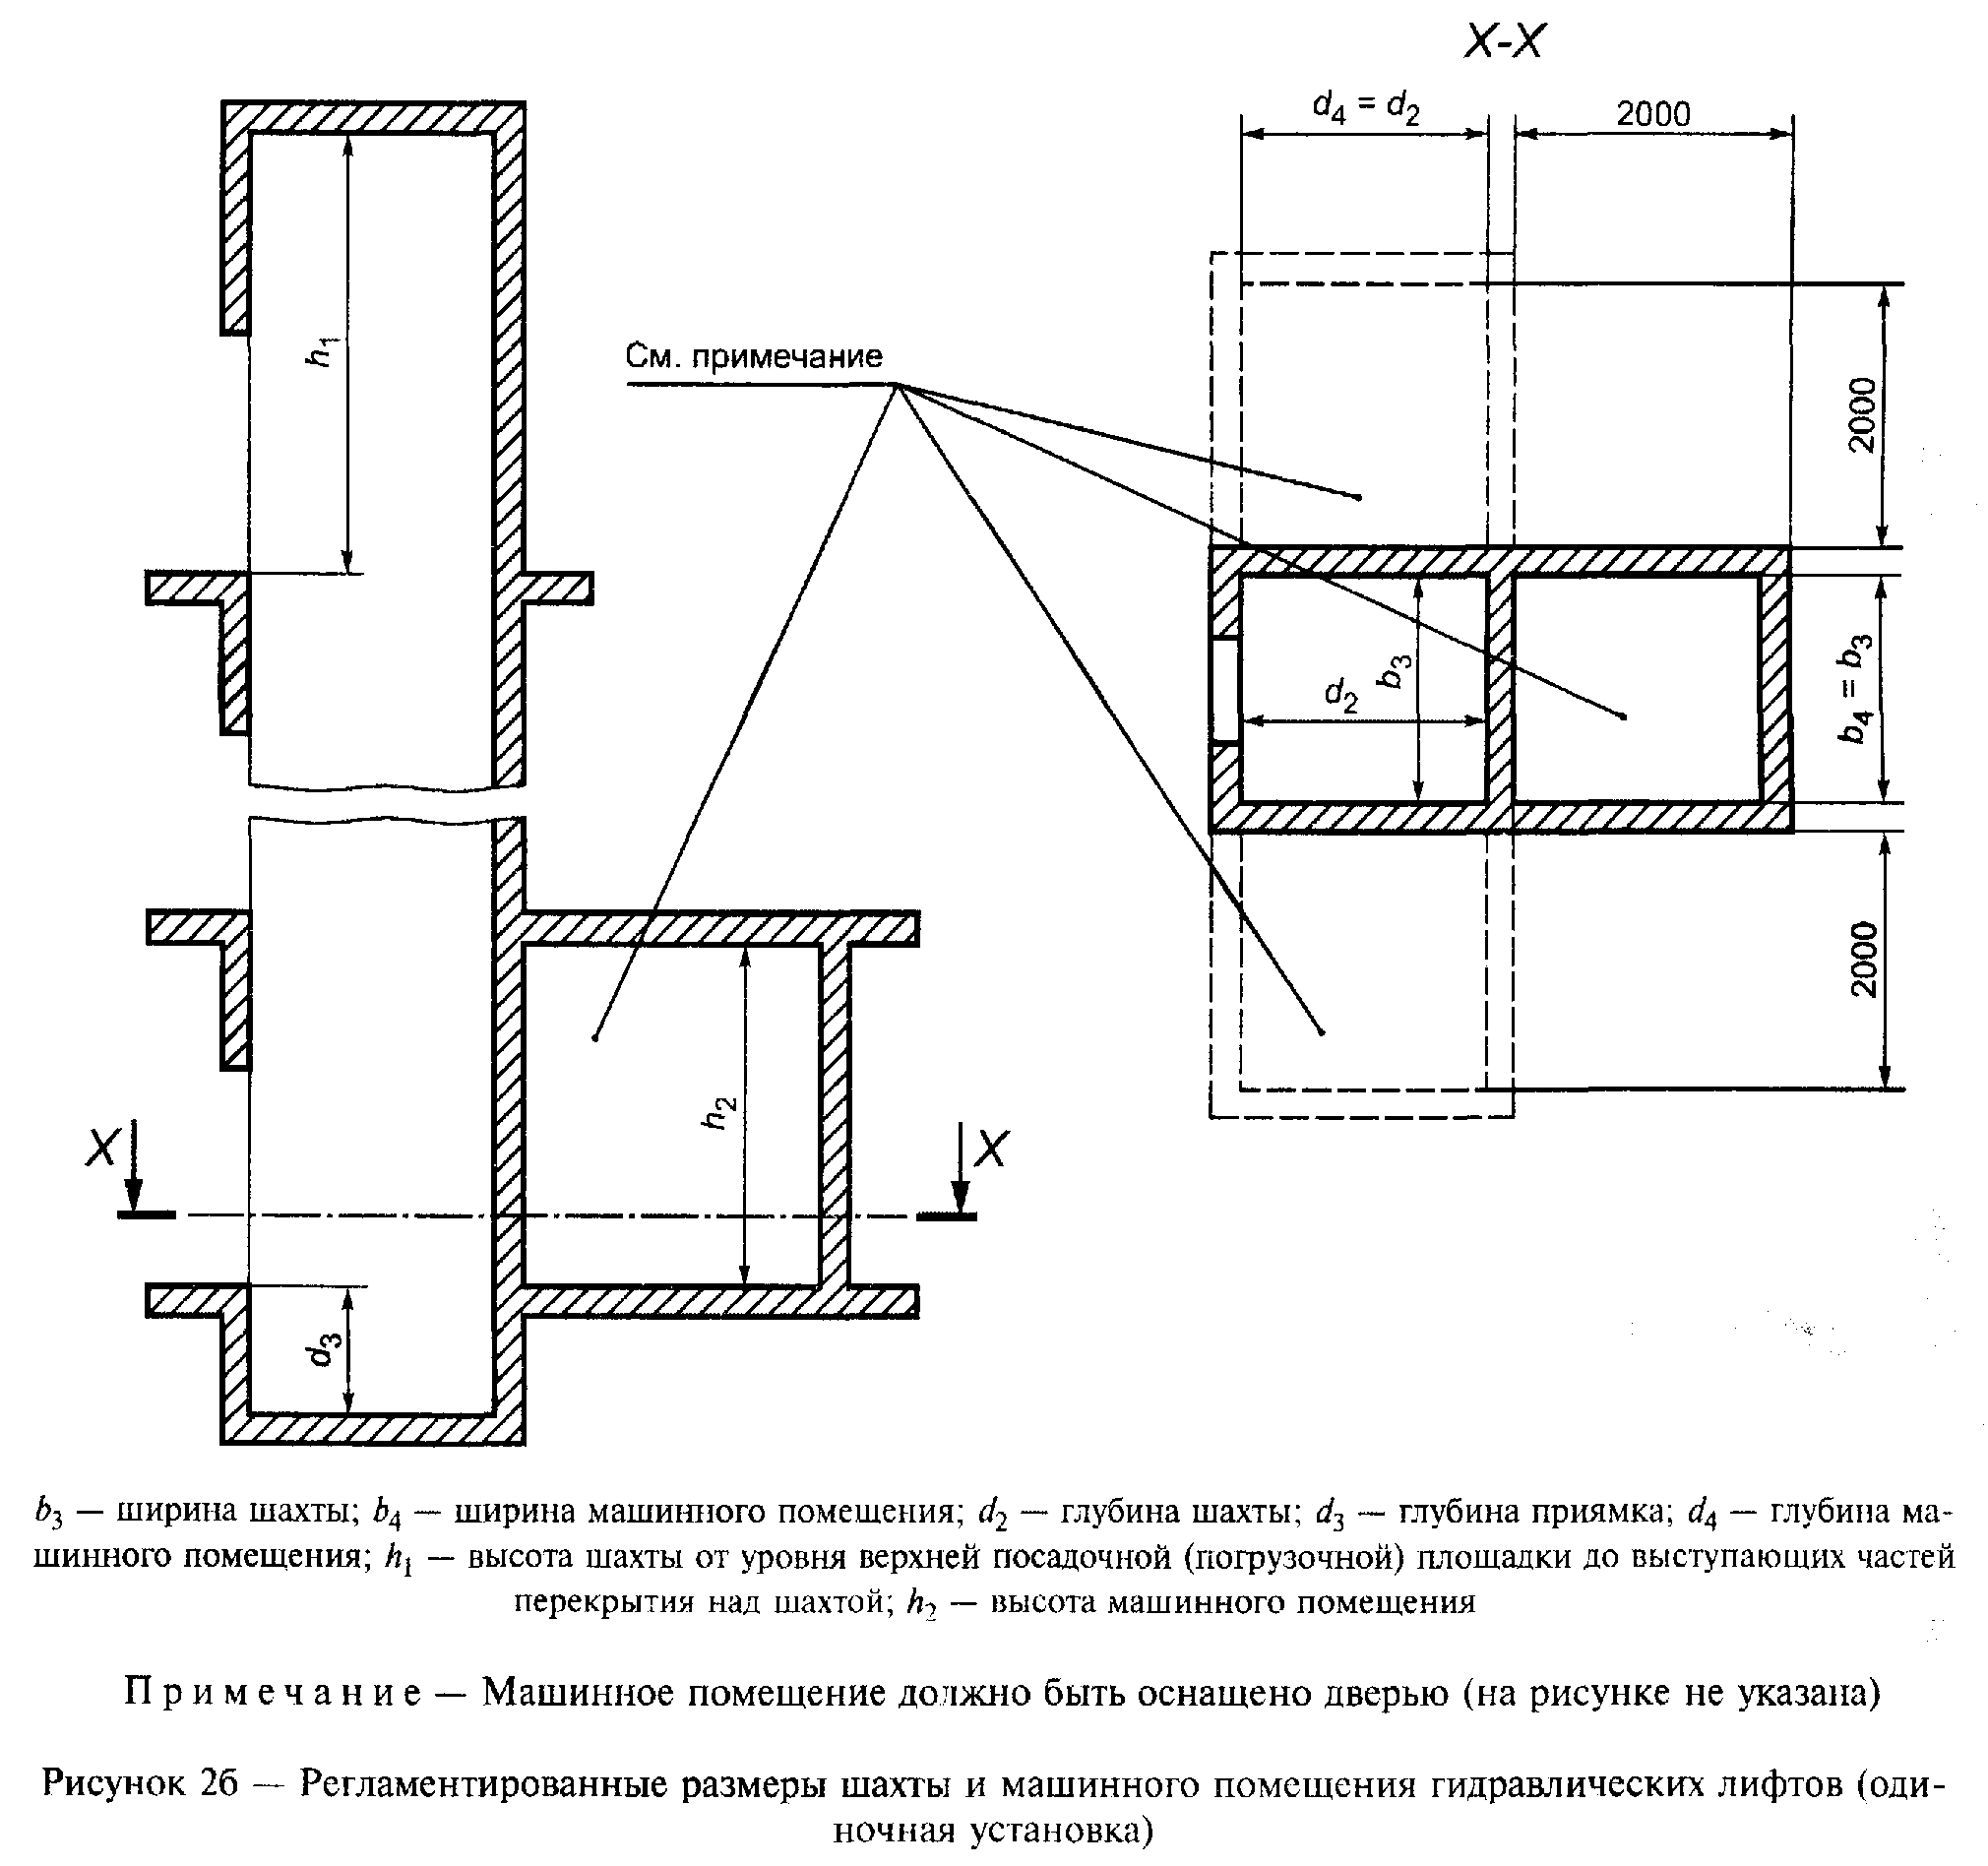 X-X
d4 = d2
2000
h1
См. примечание
2000
b3
d2
b4 = b3
2000
h2
X
X
d3
b3 — ширина шахты; b4 — ширина машинного помещения; d2 — глубина шахты; d3 — глубина приямка; d4 — глубина ма-
шинного помещения; h1 — высота шахты от уровня верхней посадочной (погрузочной) площадки до выступающих частей
перекрытия над шахтой; h2 — высота машинного помещения
Примечание — Машинное помещение должно быть оснащено дверью (на рисунке не указана)
Рисунок 2б — Регламентированные размеры шахты и машинного помещения гидравлических лифтов (оди-
ночная установка)